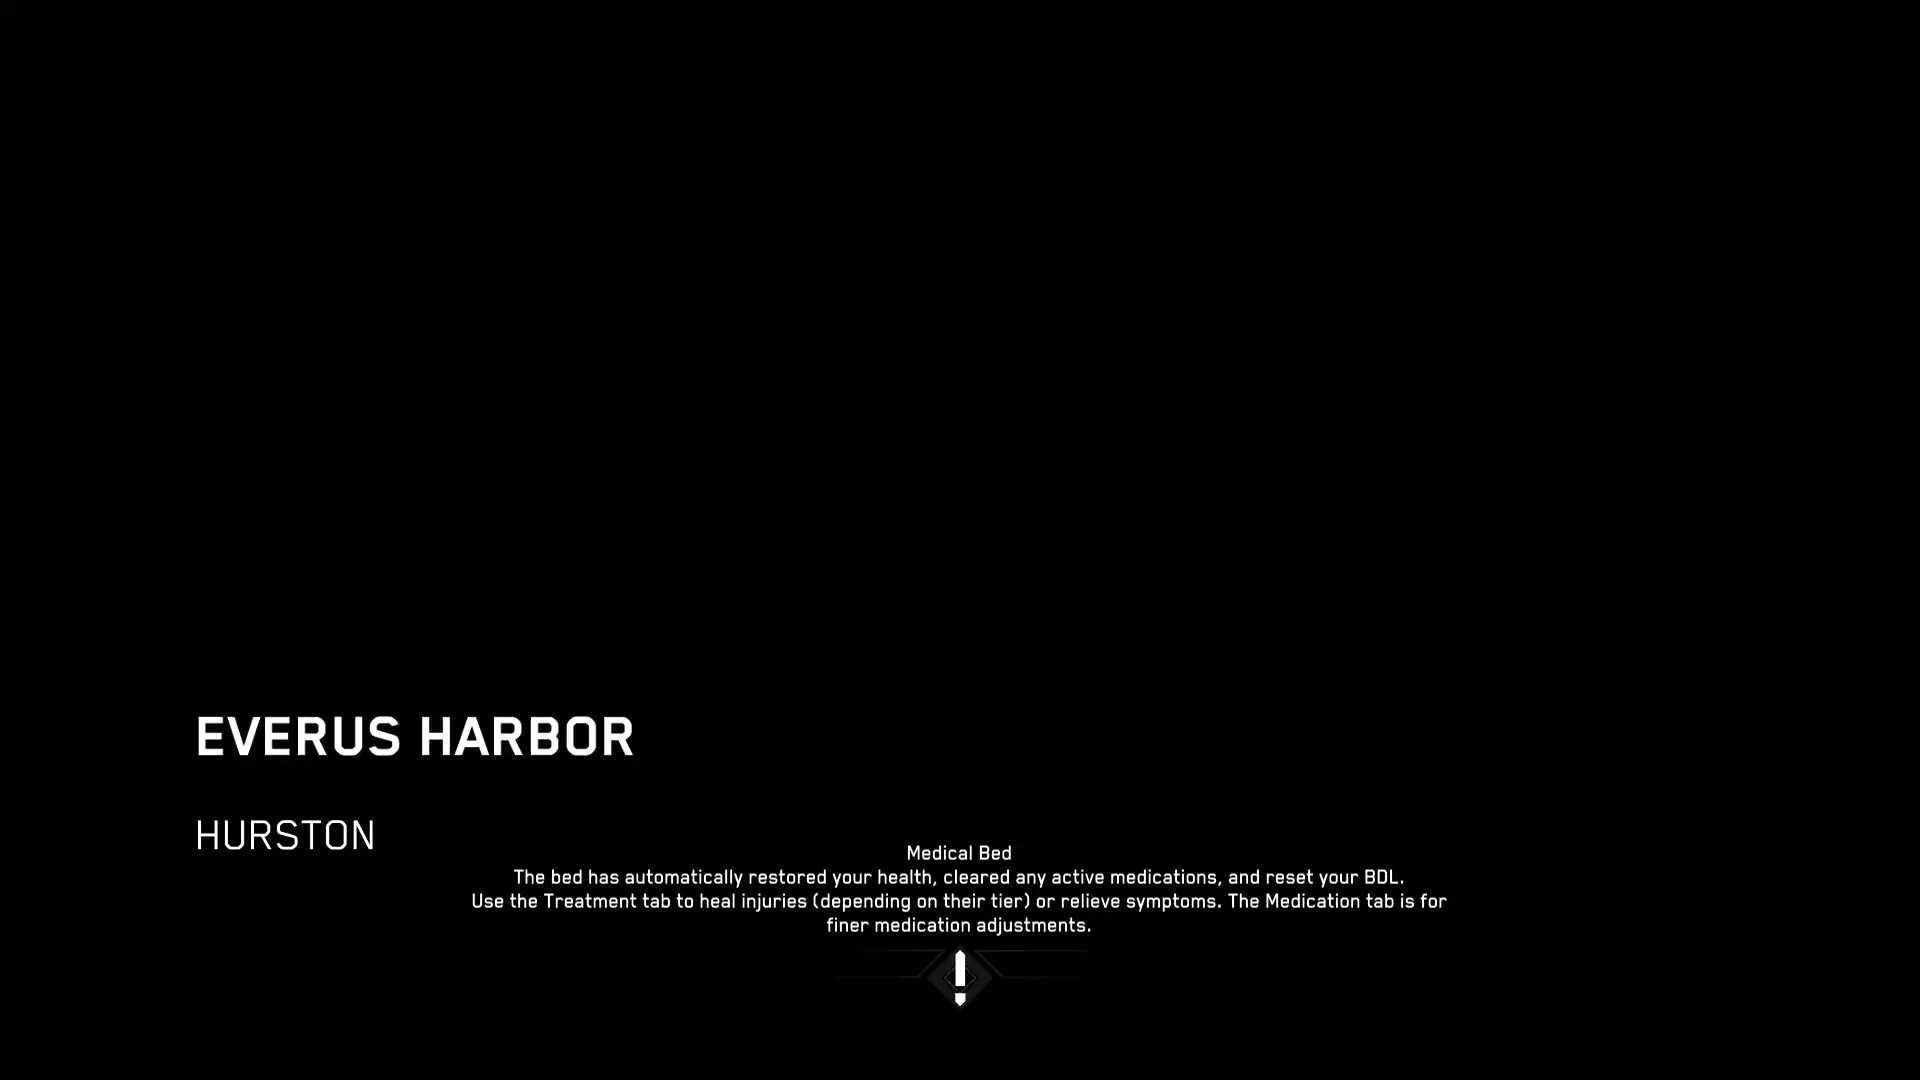 EVERUS HARBOR
HURSTON
Medical Bed
The bed has automatically restored your health, cleared any active medications, and reset your BDL.
Use the Treatment tab to heal injuries (depending on their tier) or relieve symptoms. The Medication tab is for
finer medication adjustments.